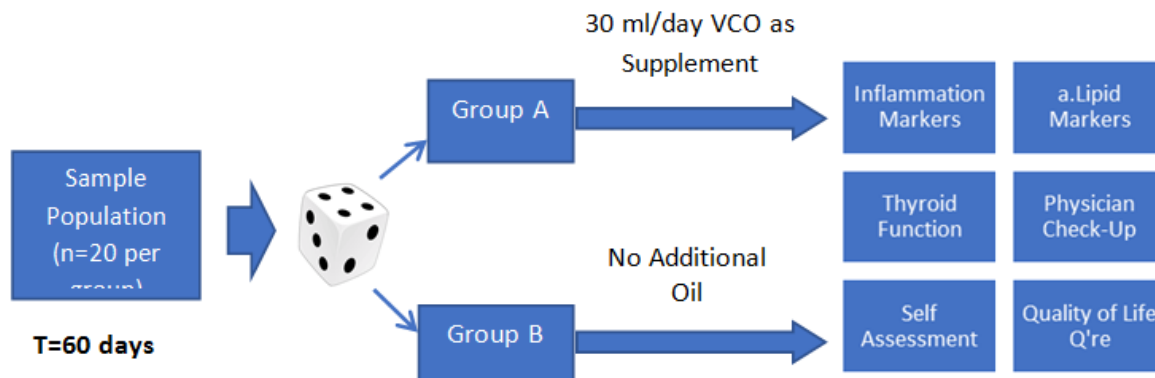 30 ml/day VCO as
Supplement
Group A
Inflammation
Markers
a.Lipid
Markers
Sample
Population
(n=20 per
group)
Thyroid
Function
Physician
Check-Up
No Additional
Oil
T=60 days
Group B
Self
Assessment
Quality of Life
Q're